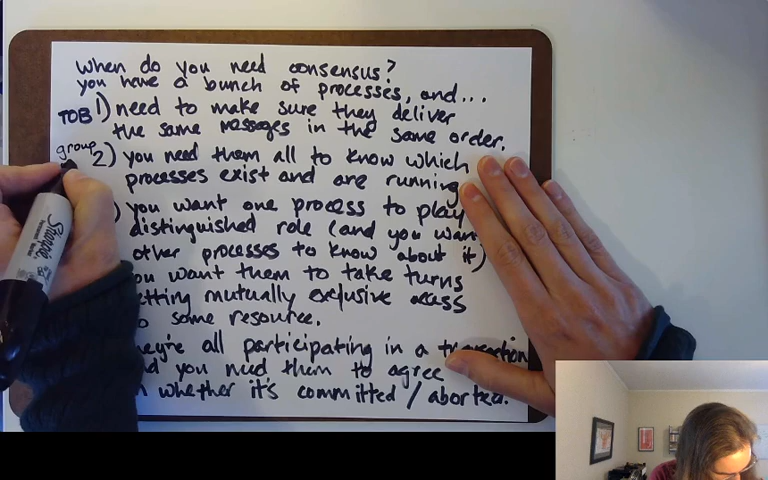 When do you need consensus?
you have a bunch of processes, and...
TOB 1) need to make sure they deliver
the same messages in the same order.
group 2) you need them all to know which
processes exist and are running
) you want one process to play
distinguished role (and you want
other processes to know about it)
ou want them to take turns
etting mutually exclusive access
o some resource.
hey're all participating in a transaction
nd you need them to agree
n whether it's committed / aborted.
Sharpie